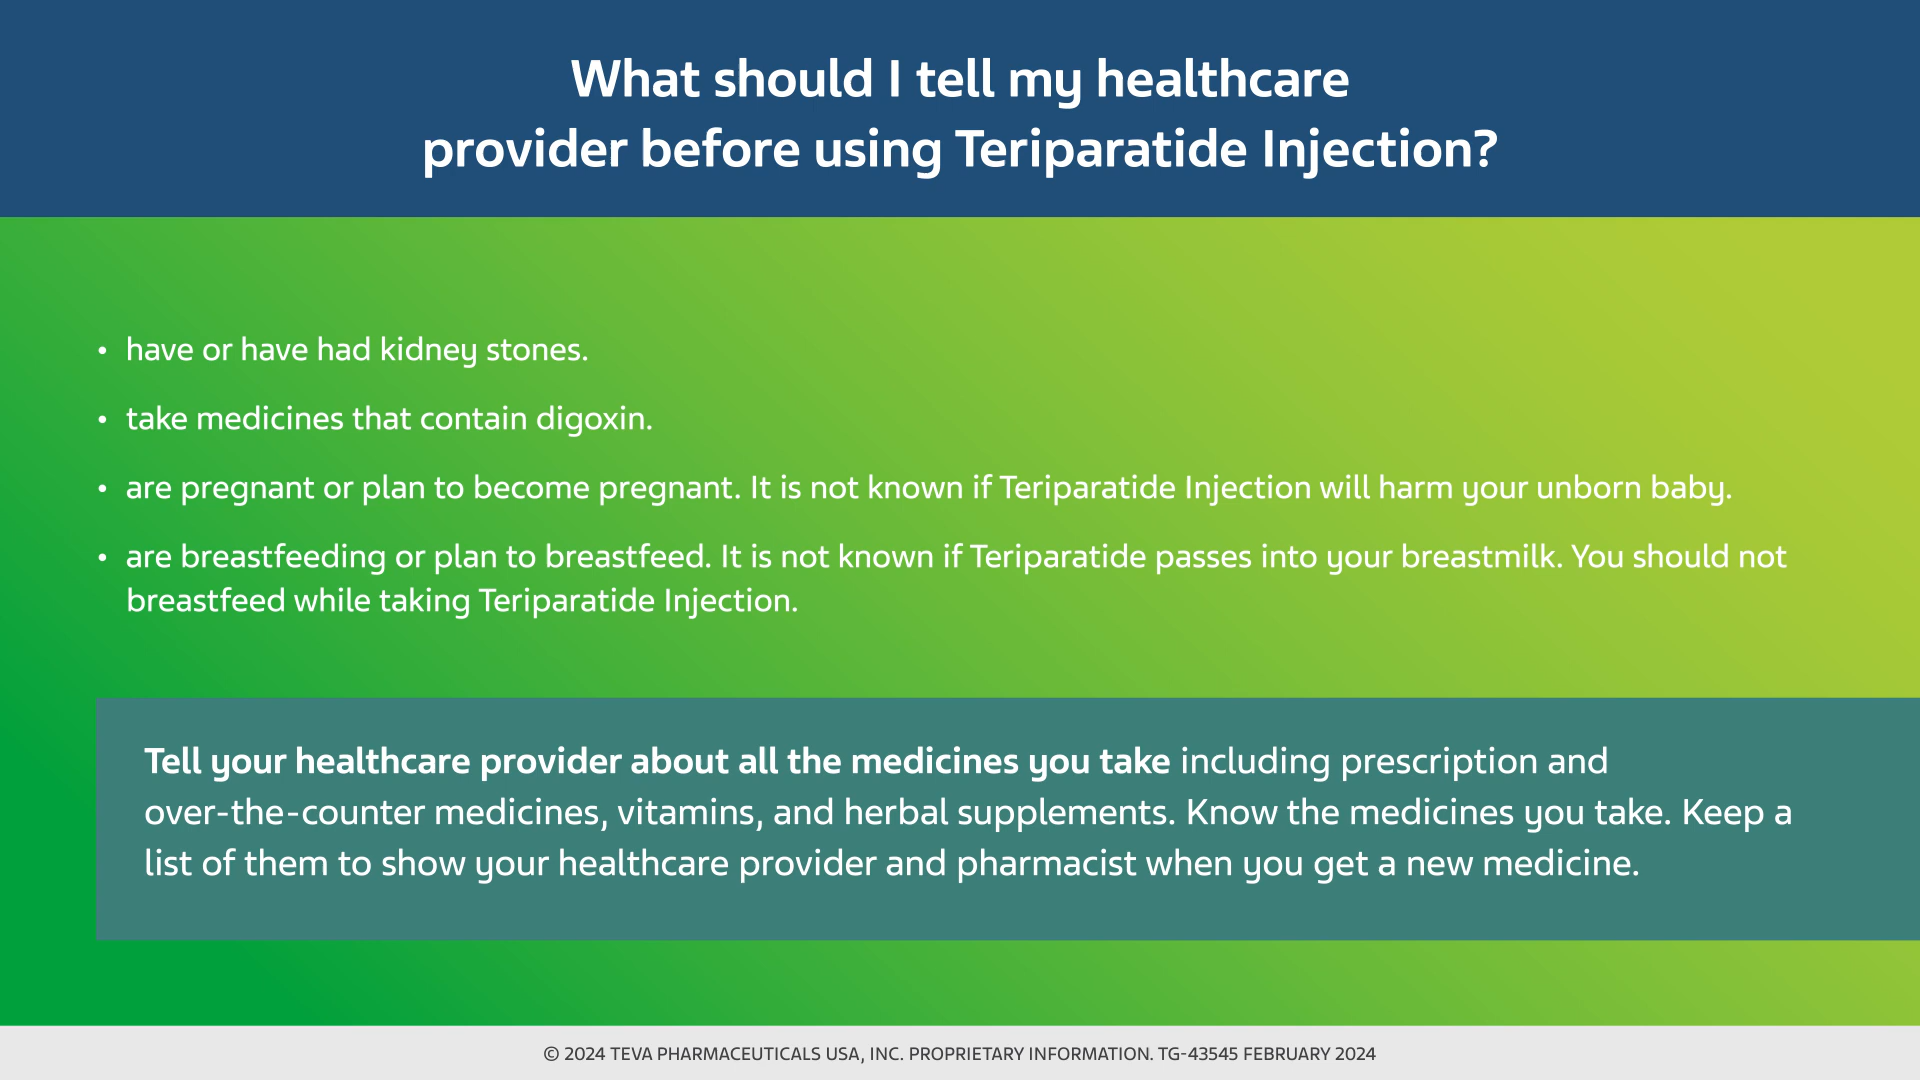 What should I tell my healthcare
provider before using Teriparatide Injection?
• have or have had kidney stones.
• take medicines that contain digoxin.
• are pregnant or plan to become pregnant. It is not known if Teriparatide Injection will harm your unborn baby.
• are breastfeeding or plan to breastfeed. It is not known if Teriparatide passes into your breastmilk. You should not
breastfeed while taking Teriparatide Injection.
Tell your healthcare provider about all the medicines you take including prescription and
over-the-counter medicines, vitamins, and herbal supplements. Know the medicines you take. Keep a
list of them to show your healthcare provider and pharmacist when you get a new medicine.
© 2024 TEVA PHARMACEUTICALS USA, INC. PROPRIETARY INFORMATION. TG-43545 FEBRUARY 2024